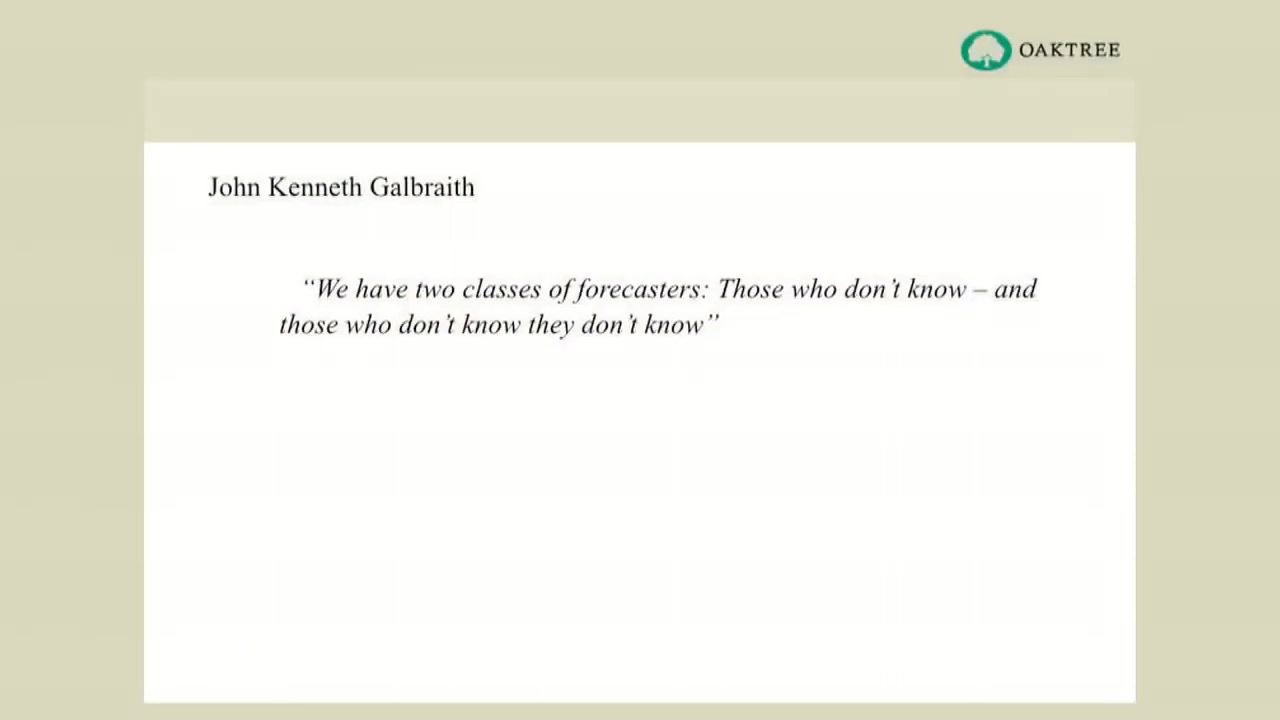 OAKTREE
John Kenneth Galbraith
“We have two classes of forecasters: Those who don’t know – and
those who don’t know they don’t know”